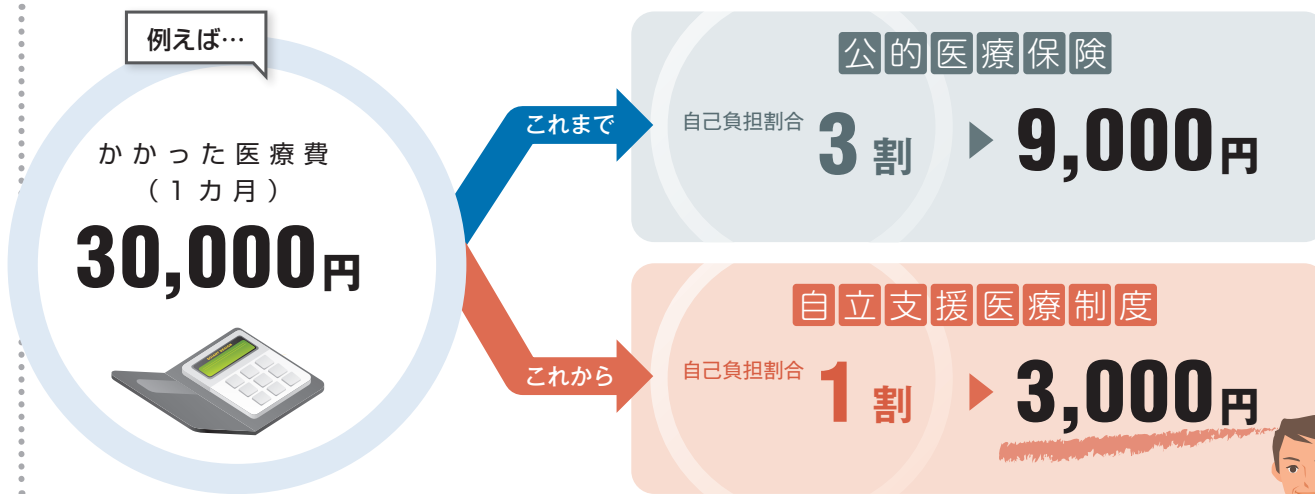 例えば…
かかった医療費
（1カ月）
30,000円
これまで
公的医療保険
自己負担割合 3割 ▶ 9,000円
これから
自立支援医療制度
自己負担割合 1割 ▶ 3,000円